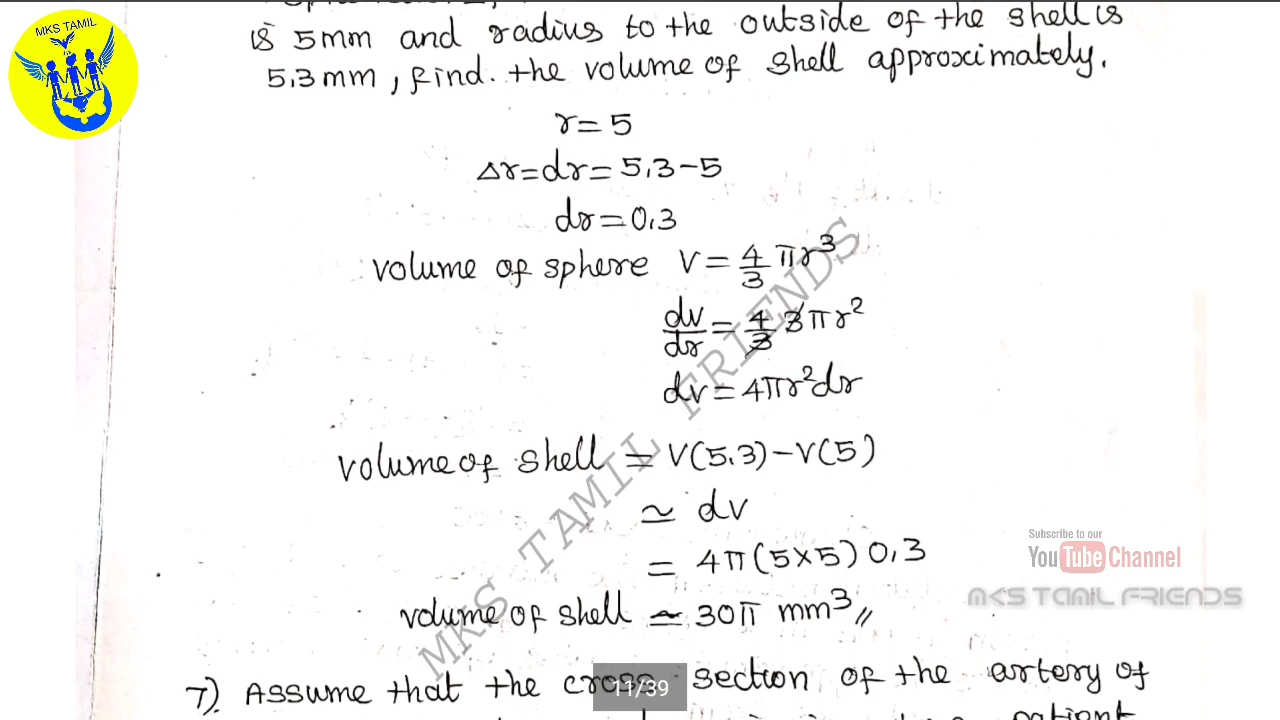 MKS TAMIL
is 5mm and radius to the outside of the shell is
5.3mm, find. the volume of shell approximately.
r = 5
Δr = dr = 5.3 - 5
dr = 0.3
volume of sphere V = 4/3 πr³
dv/dr = 4/3 3πr²
dv = 4πr²dr
volume of shell = V(5.3) - V(5)
≃ dv
= 4π(5×5) 0.3
volume of shell ≃ 30π mm³//
MKS TAMIL FRIENDS
Subscribe to our
YouTube Channel
MKS TAMIL FRIENDS
7). Assume that the cross section of the artery of
11/39
patient